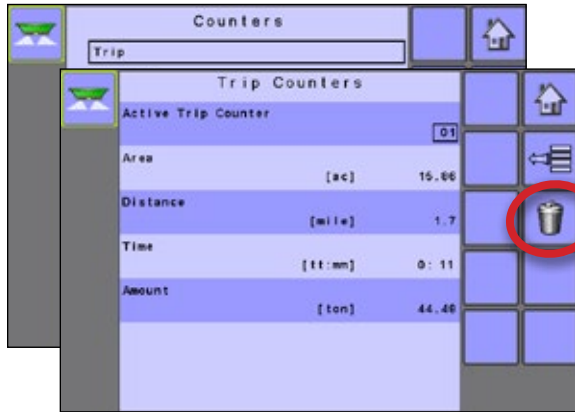 Counters
Trip
Trip Counters
Active Trip Counter
01
Area
[ac] 15.86
Distance
[mile] 1.7
Time
[tt:mm] 0: 11
Amount
[ton] 44.48